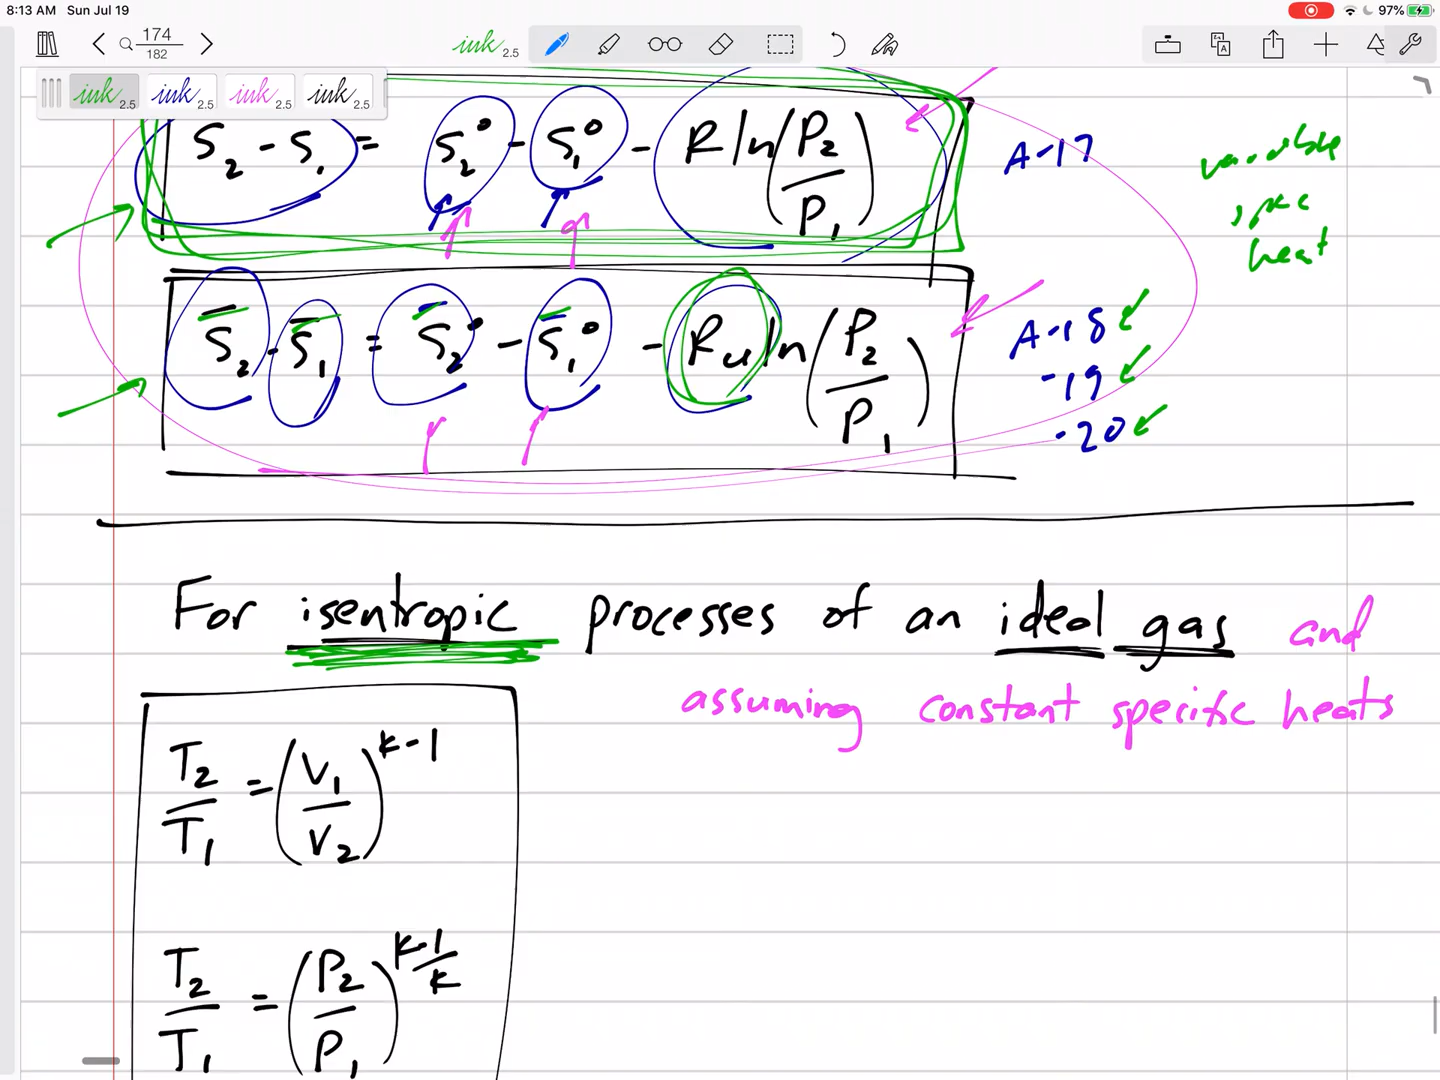 8:13 AM Sun Jul 19
97%
174
182
ink 2.5
ink 2.5 ink 2.5 ink 2.5 ink 2.5
S₂ - S₁ = S₂° - S₁° - R ln(P₂/P₁)
A-17
variable
spec
heat
S̅₂ - S̅₁ = S̅₂° - S̅₁° - Rᵤ ln(P₂/P₁)
A-18
-19
-20
For isentropic processes of an ideal gas and
assuming constant specific heats
T₂/T₁ = (V₁/V₂)^(k-1)
T₂/T₁ = (P₂/P₁)^(k-1/k)